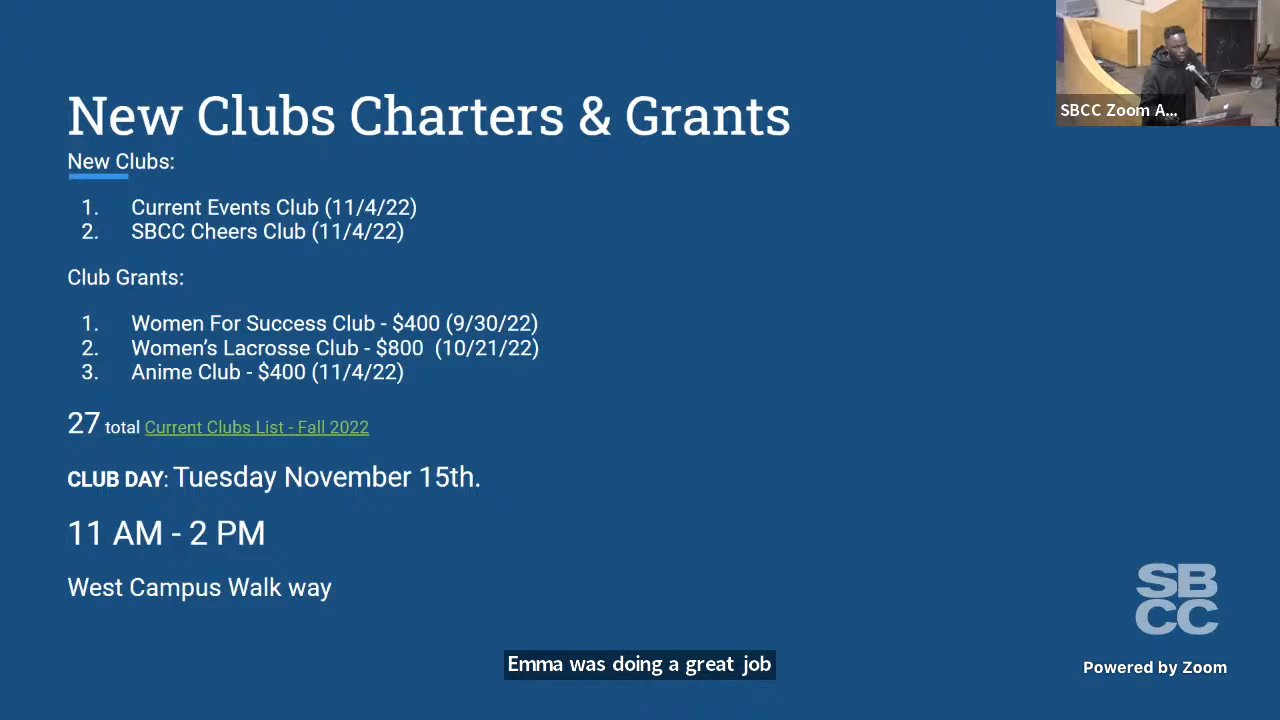 New Clubs Charters & Grants
New Clubs:
1. Current Events Club (11/4/22)
2. SBCC Cheers Club (11/4/22)
Club Grants:
1. Women For Success Club - $400 (9/30/22)
2. Women’s Lacrosse Club - $800 (10/21/22)
3. Anime Club - $400 (11/4/22)
27 total Current Clubs List - Fall 2022
CLUB DAY: Tuesday November 15th.
11 AM - 2 PM
West Campus Walk way
SBCC Zoom A...
SB
CC
Powered by Zoom
Emma was doing a great job